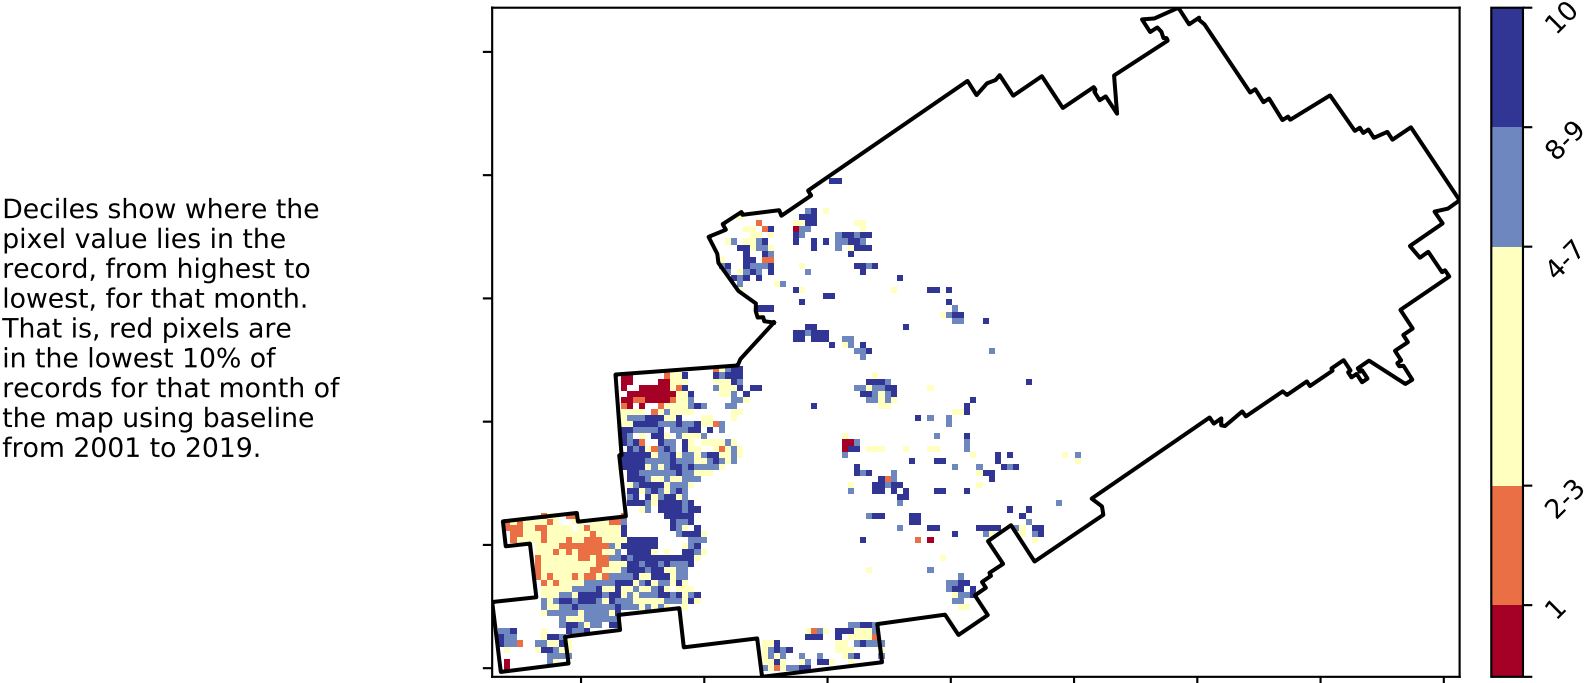 Deciles show where the
pixel value lies in the
record, from highest to
lowest, for that month.
That is, red pixels are
in the lowest 10% of
records for that month of
the map using baseline
from 2001 to 2019.
10
8-9
4-7
2-3
1